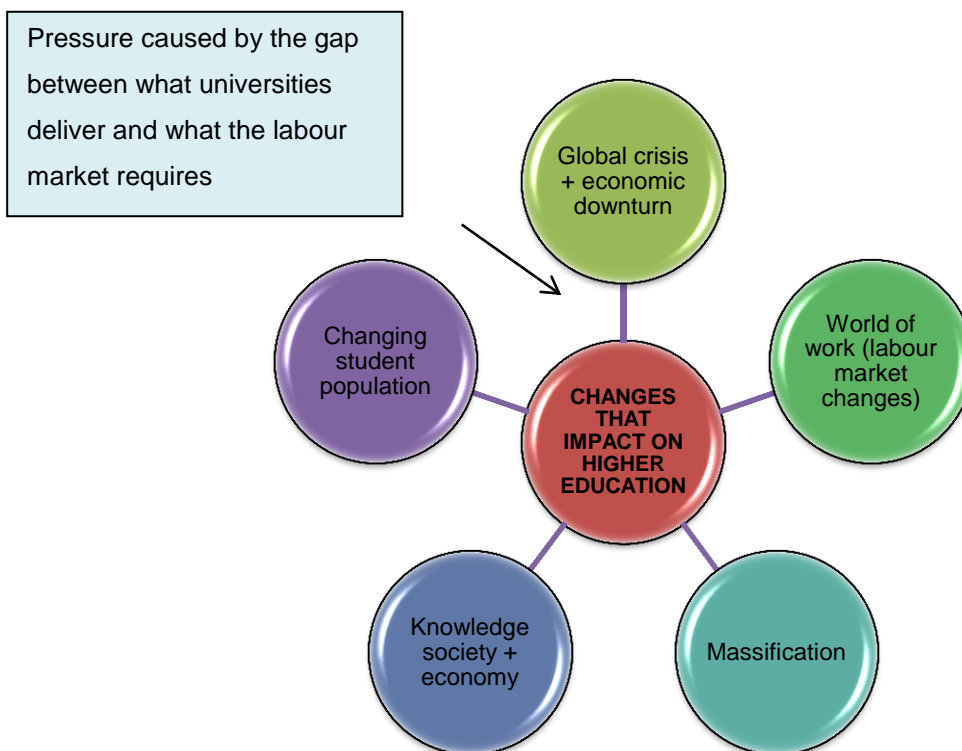 Pressure caused by the gap
between what universities
deliver and what the labour
market requires
Global crisis
+ economic
downturn
World of
work (labour
market
changes)
Changing
student
population
CHANGES
THAT
IMPACT ON
HIGHER
EDUCATION
Knowledge
society +
economy
Massification